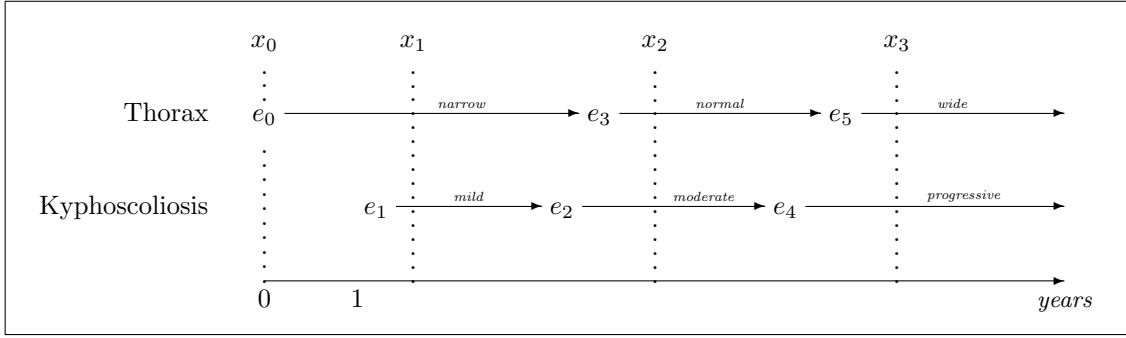 x₀ x₁ x₂ x₃
Thorax e₀ narrow e₃ normal e₅ wide
Kyphoscoliosis e₁ mild e₂ moderate e₄ progressive
0 1 years